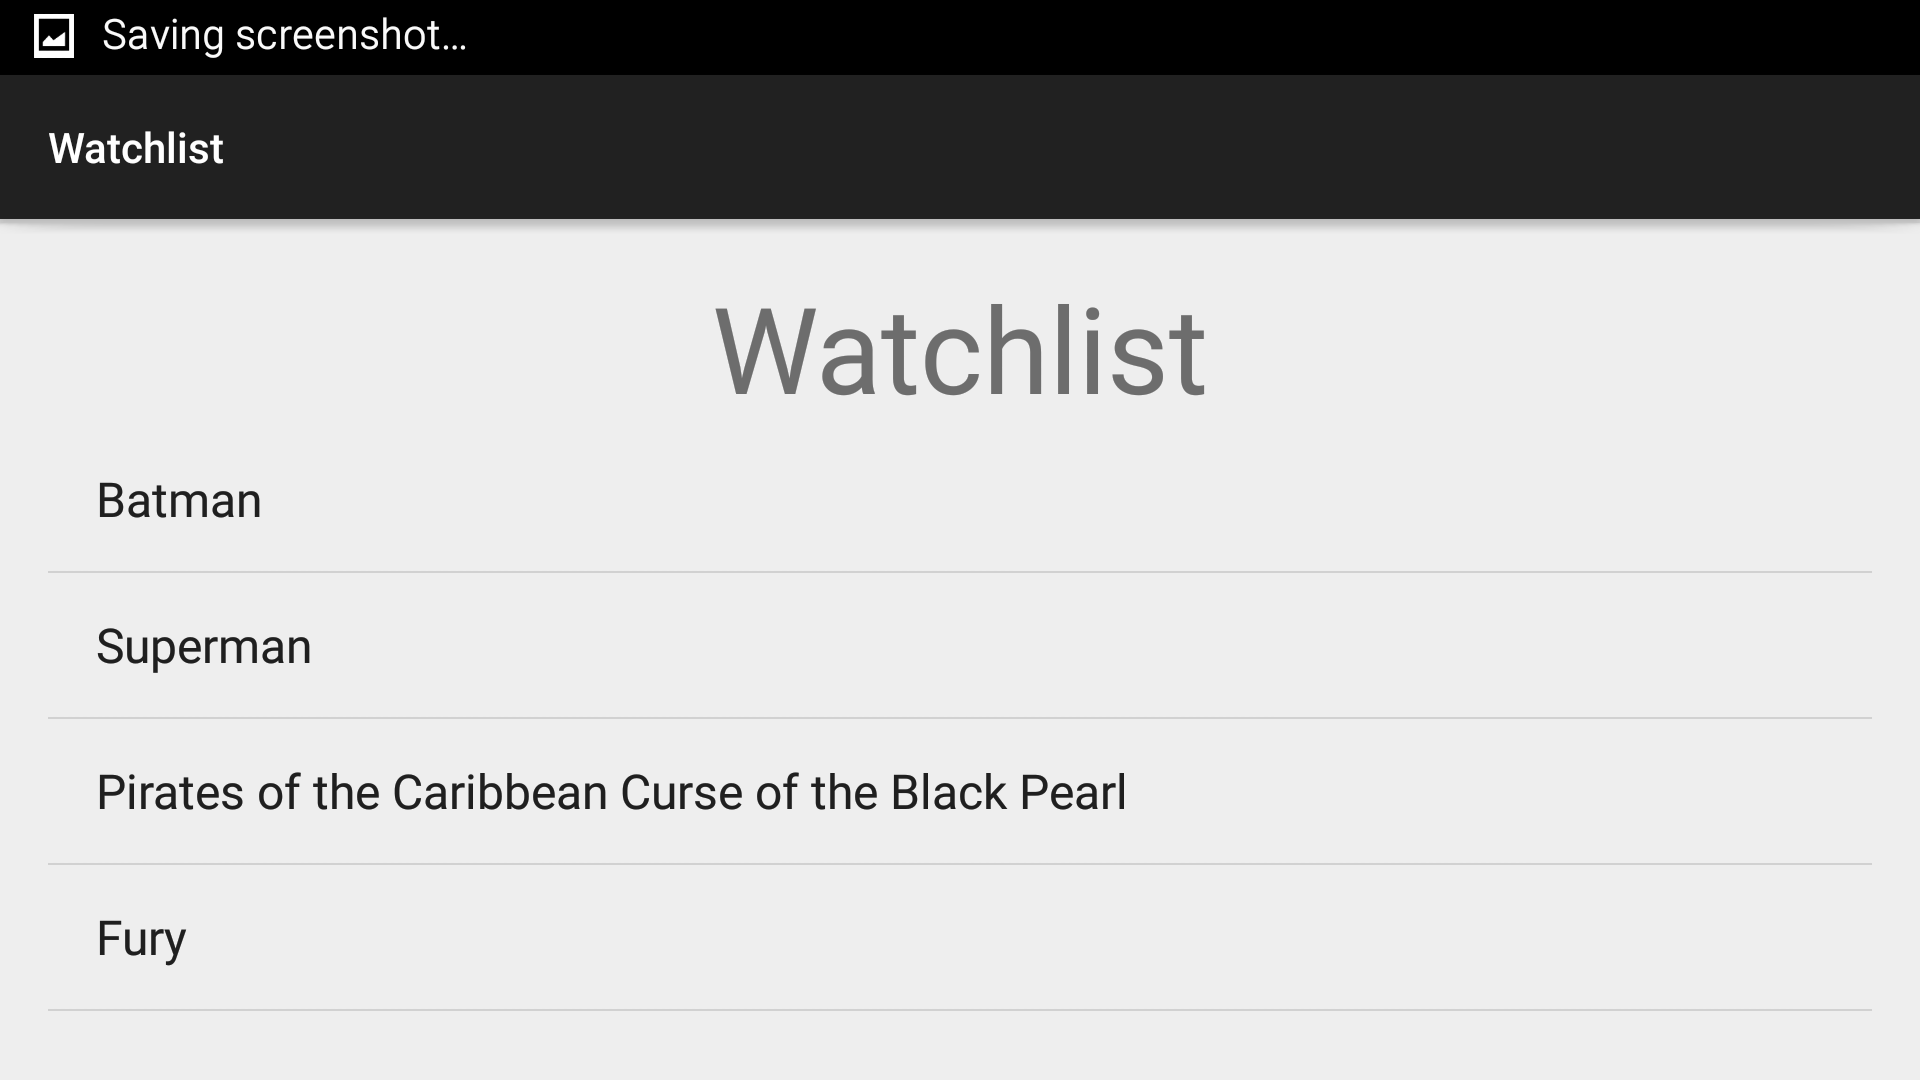 Saving screenshot...
Watchlist
Watchlist
Batman
Superman
Pirates of the Caribbean Curse of the Black Pearl
Fury